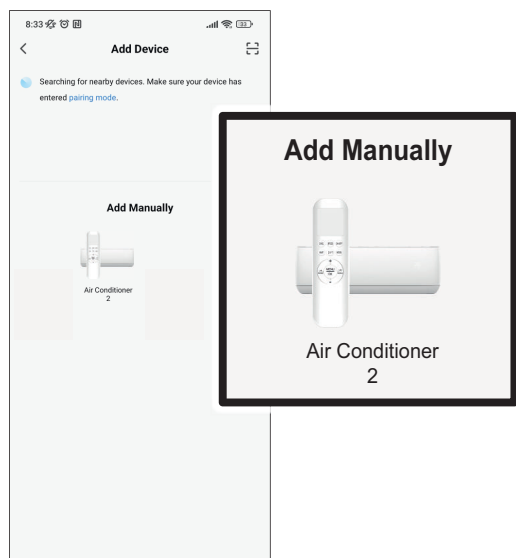 8:33
33
Add Device
Searching for nearby devices. Make sure your device has
entered pairing mode.
Add Manually
Air Conditioner
2
Add Manually
Air Conditioner
2